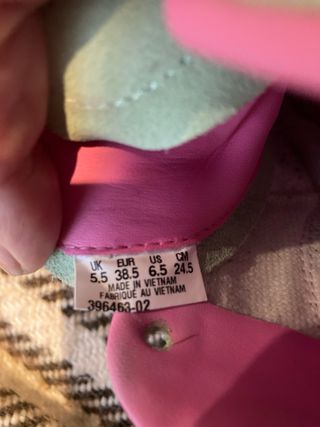 UK EUR US CM
5.5 38.5 6.5 24.5
MADE IN VIETNAM
FABRIQUÉ AU VIETNAM
396463-02